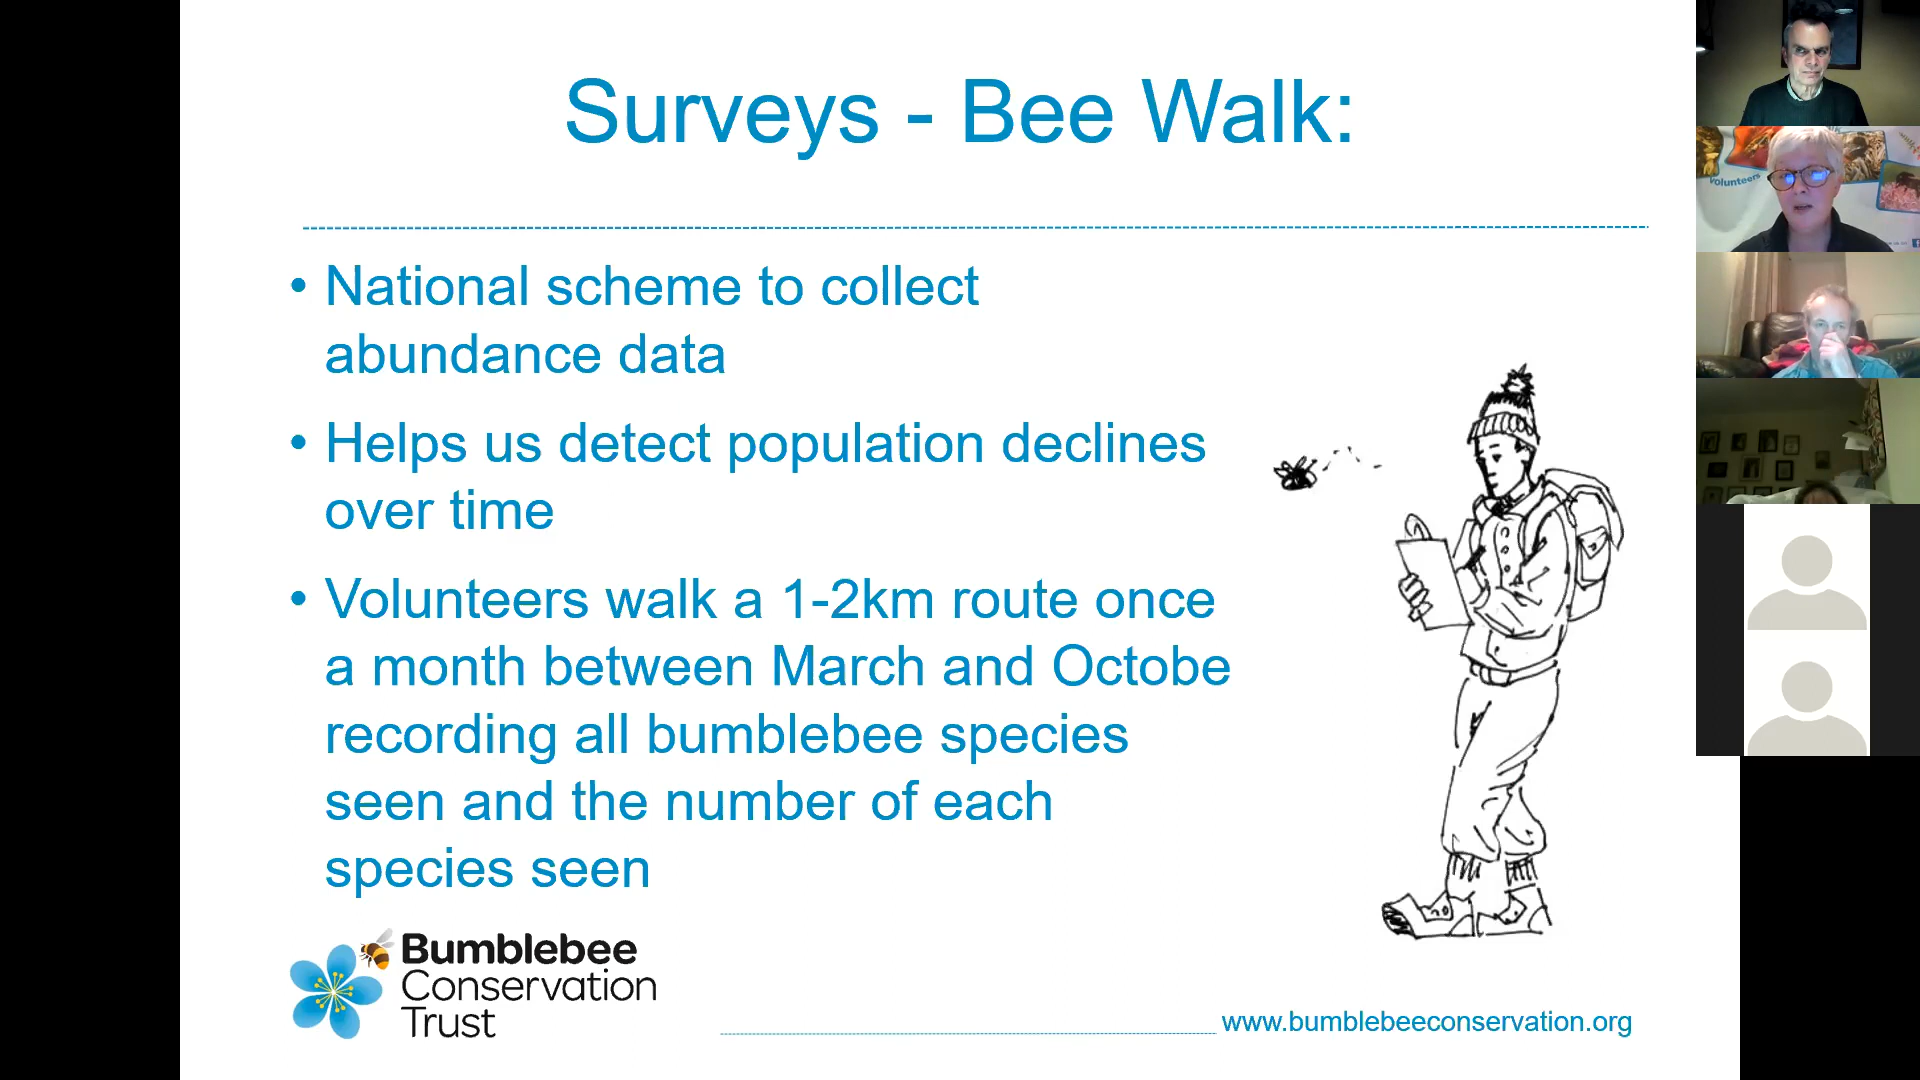 Surveys - Bee Walk:
• National scheme to collect
abundance data
• Helps us detect population declines
over time
• Volunteers walk a 1-2km route once
a month between March and Octobe
recording all bumblebee species
seen and the number of each
species seen
Bumblebee
Conservation
Trust
www.bumblebeeconservation.org
volunteers